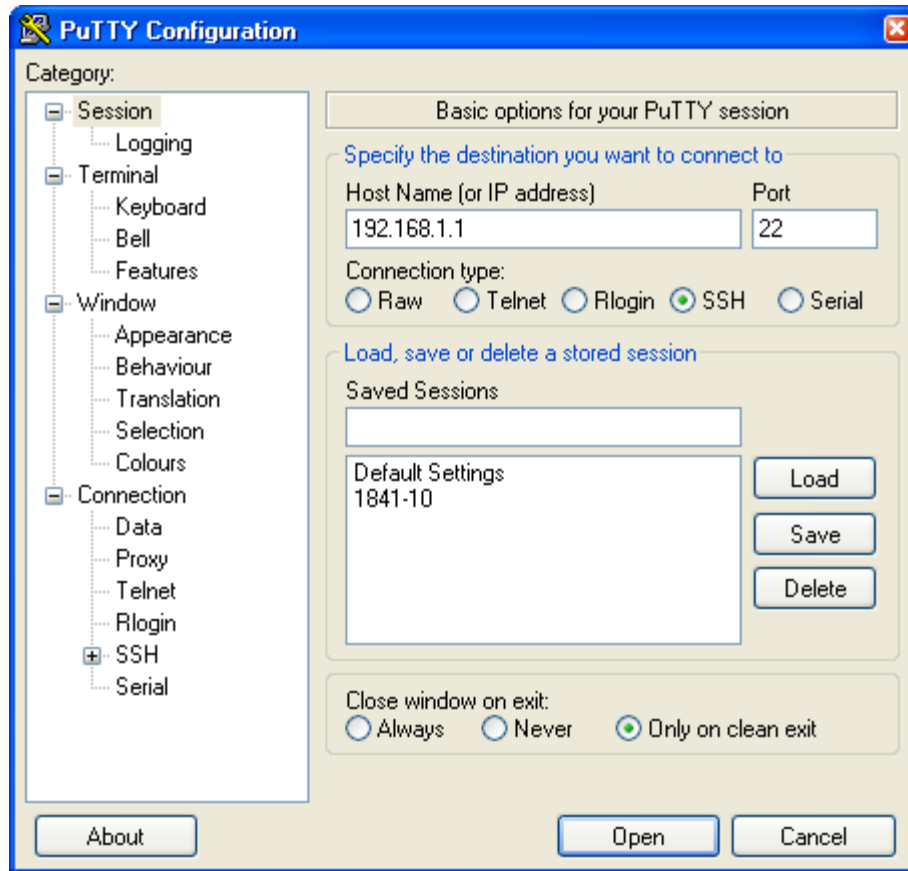 PuTTY Configuration
Category:
Session
Logging
Terminal
Keyboard
Bell
Features
Window
Appearance
Behaviour
Translation
Selection
Colours
Connection
Data
Proxy
Telnet
Rlogin
SSH
Serial
Basic options for your PuTTY session
Specify the destination you want to connect to
Host Name (or IP address) Port
192.168.1.1 22
Connection type:
Raw Telnet Rlogin SSH Serial
Load, save or delete a stored session
Saved Sessions
Default Settings
1841-10
Load
Save
Delete
Close window on exit:
Always Never Only on clean exit
About Open Cancel